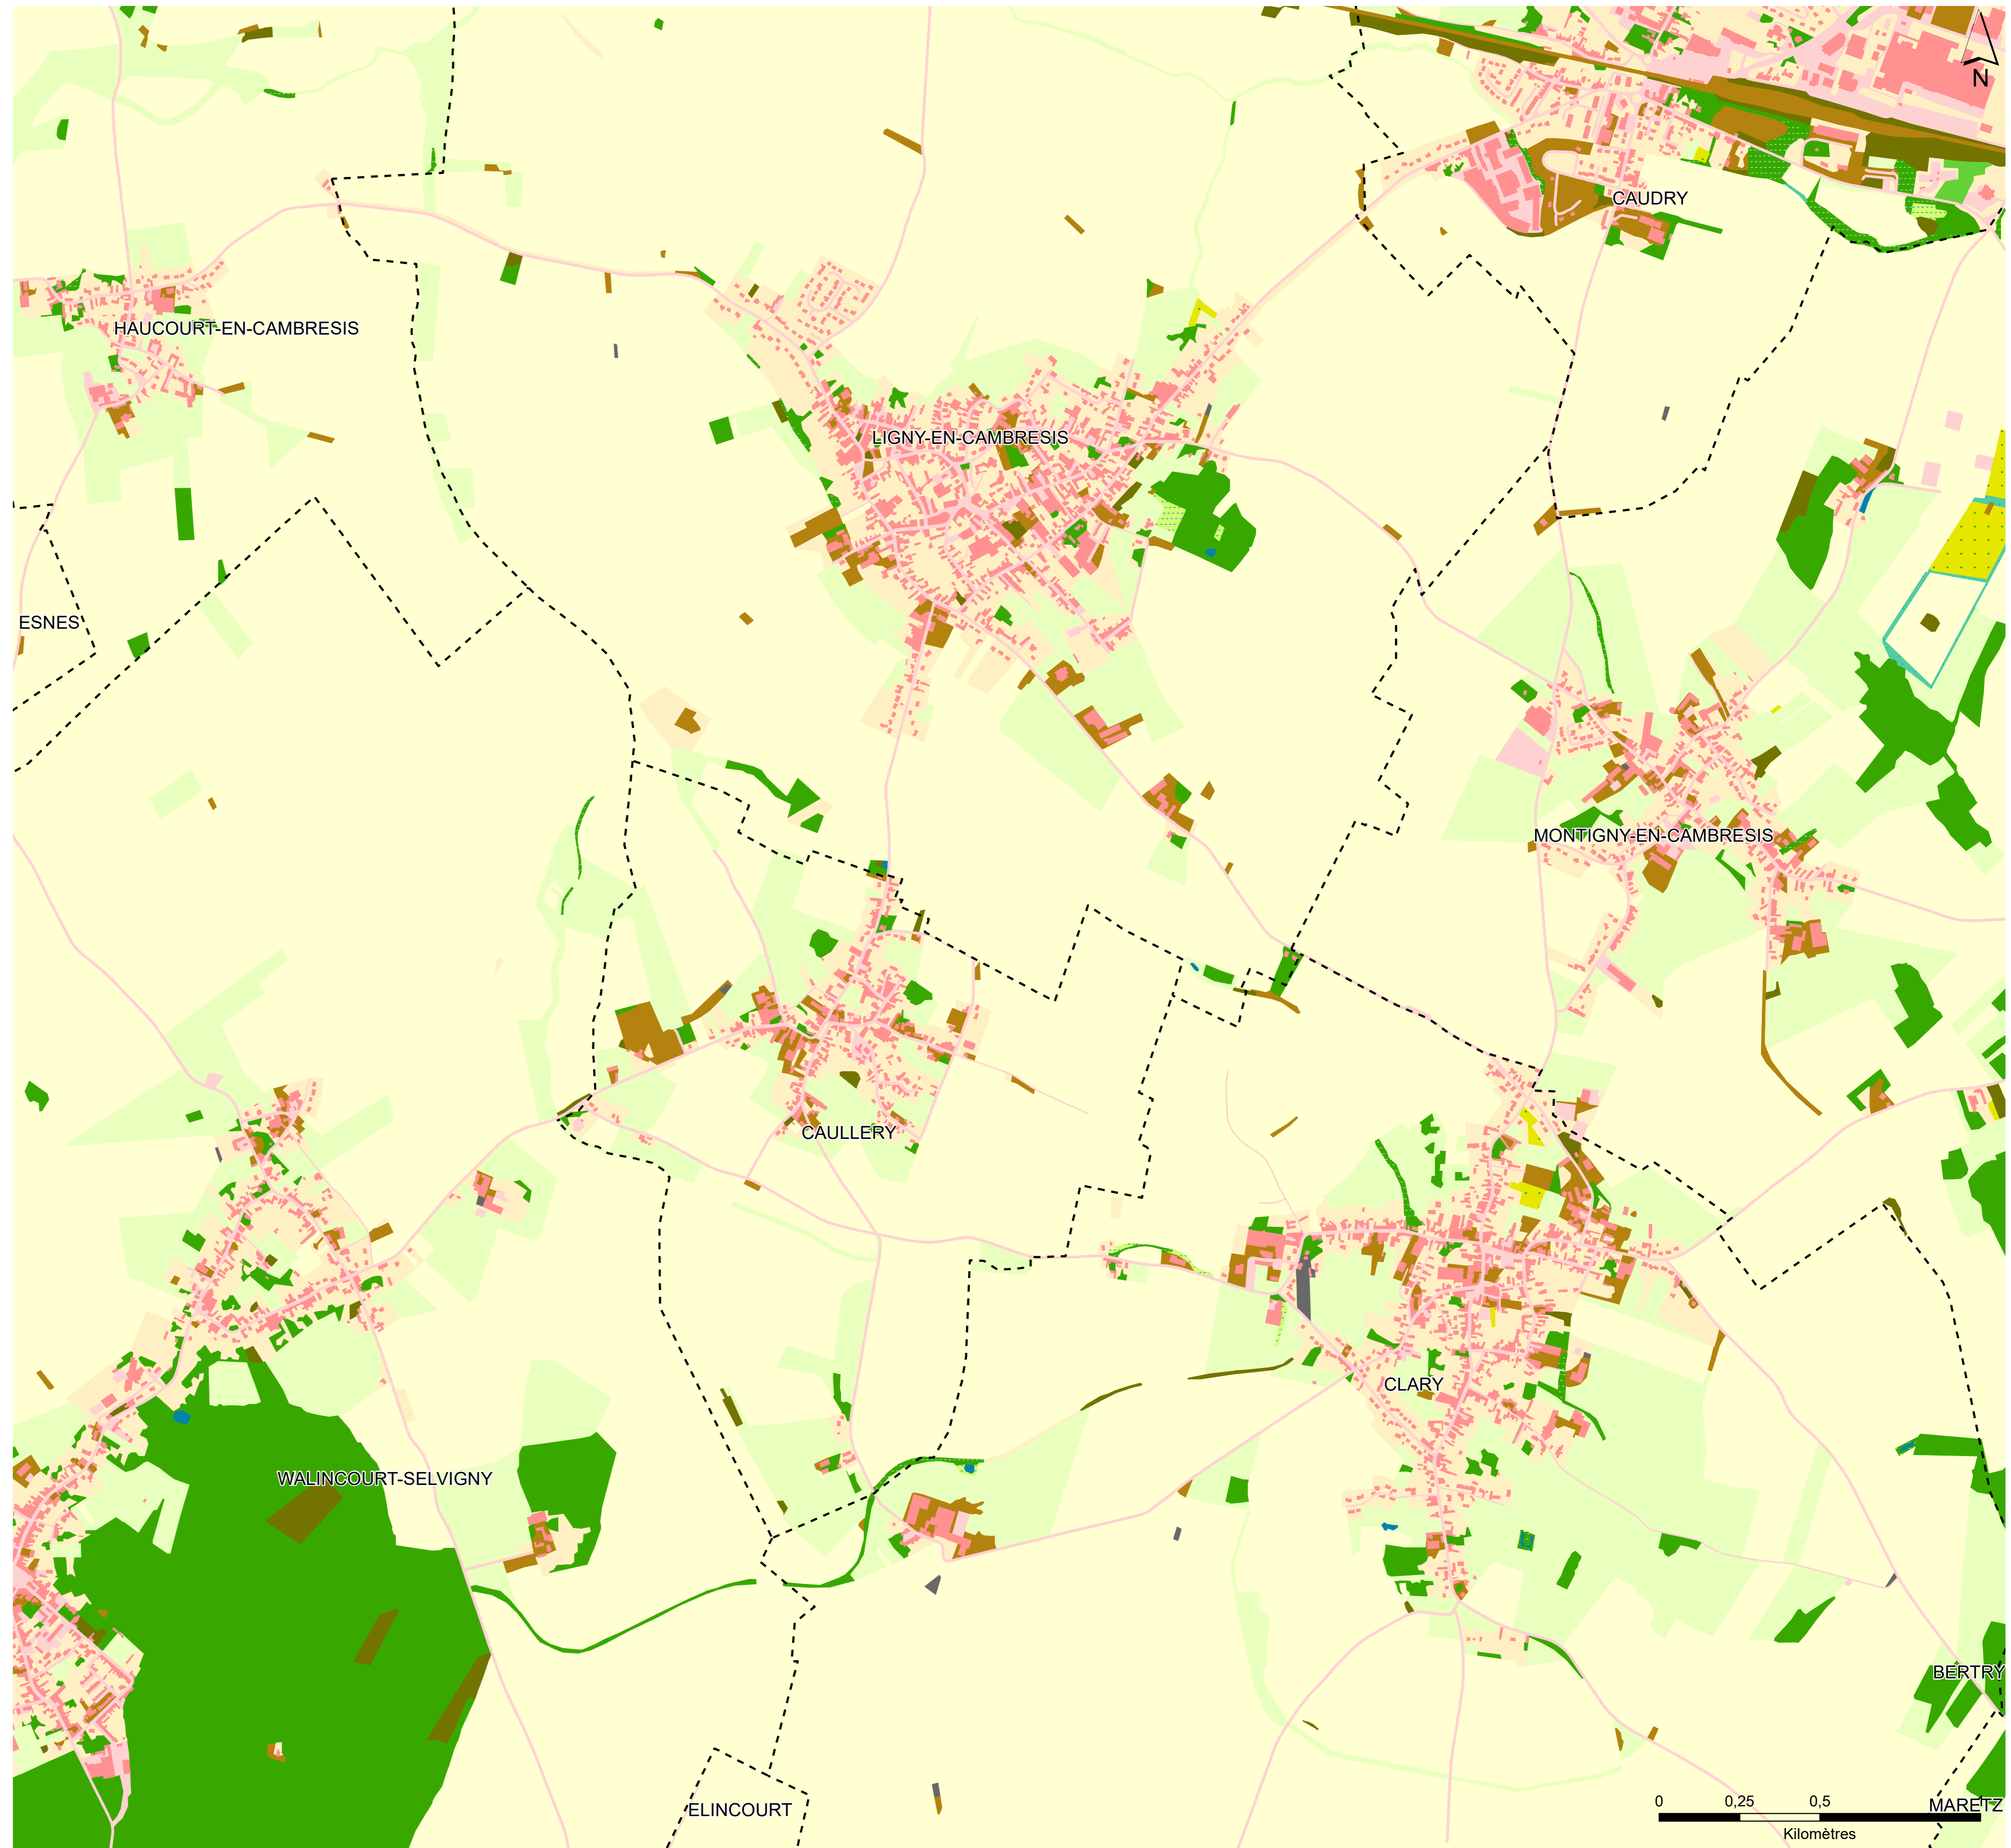 N
CAUDRY
HAUCOURT-EN-CAMBRESIS
LIGNY-EN-CAMBRESIS
ESNES
MONTIGNY-EN-CAMBRESIS
CAULLERY
CLARY
WALINCOURT-SELVIGNY
BERTRY
ELINCOURT
0 0,25 0,5
MARETZ
Kilomètres